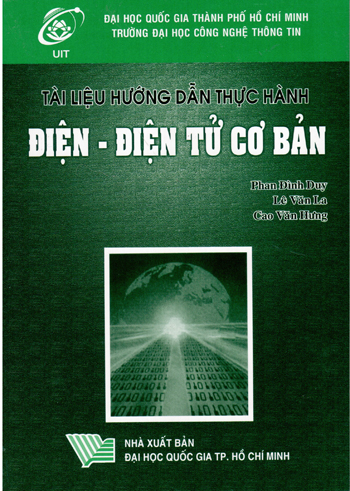 ĐẠI HỌC QUỐC GIA THÀNH PHỐ HỒ CHÍ MINH
TRƯỜNG ĐẠI HỌC CÔNG NGHỆ THÔNG TIN
UIT
TÀI LIỆU HƯỚNG DẪN THỰC HÀNH
ĐIỆN - ĐIỆN TỬ CƠ BẢN
Phan Đình Duy
Lê Văn La
Cao Văn Hưng
NHÀ XUẤT BẢN
ĐẠI HỌC QUỐC GIA TP. HỒ CHÍ MINH